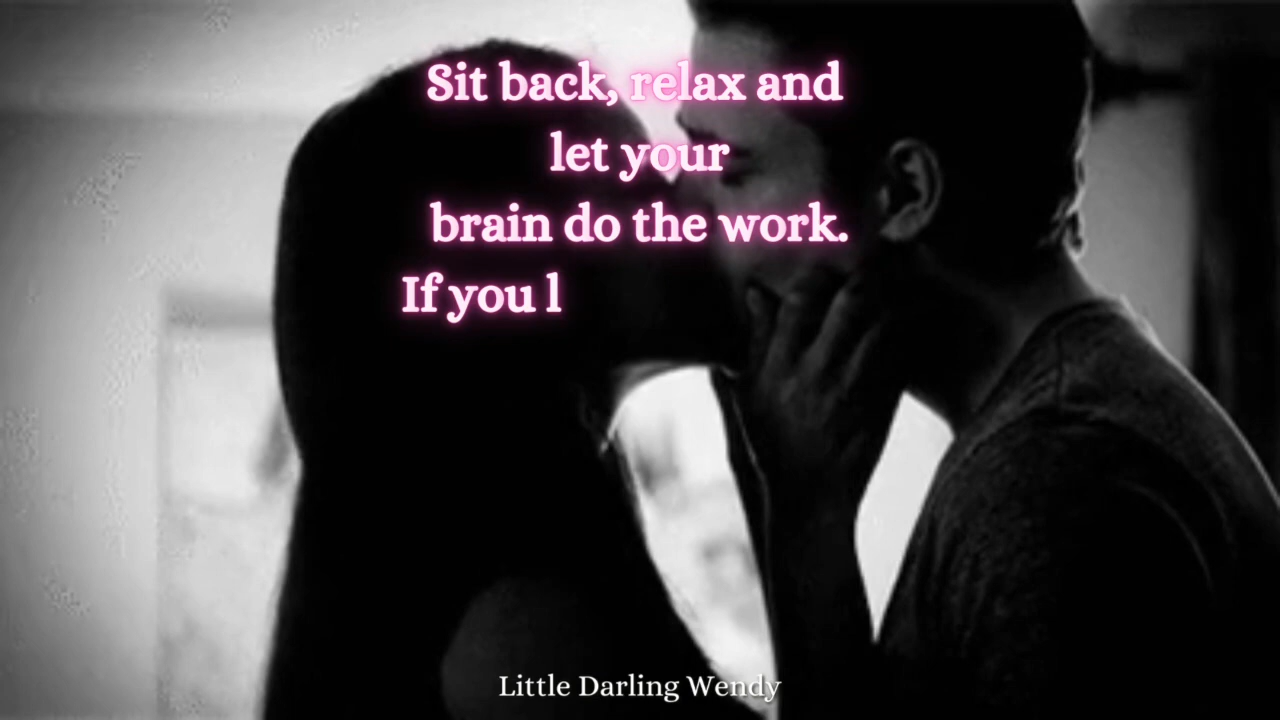 Sit back, relax and
let your
brain do the work.
If you l
Little Darling Wendy